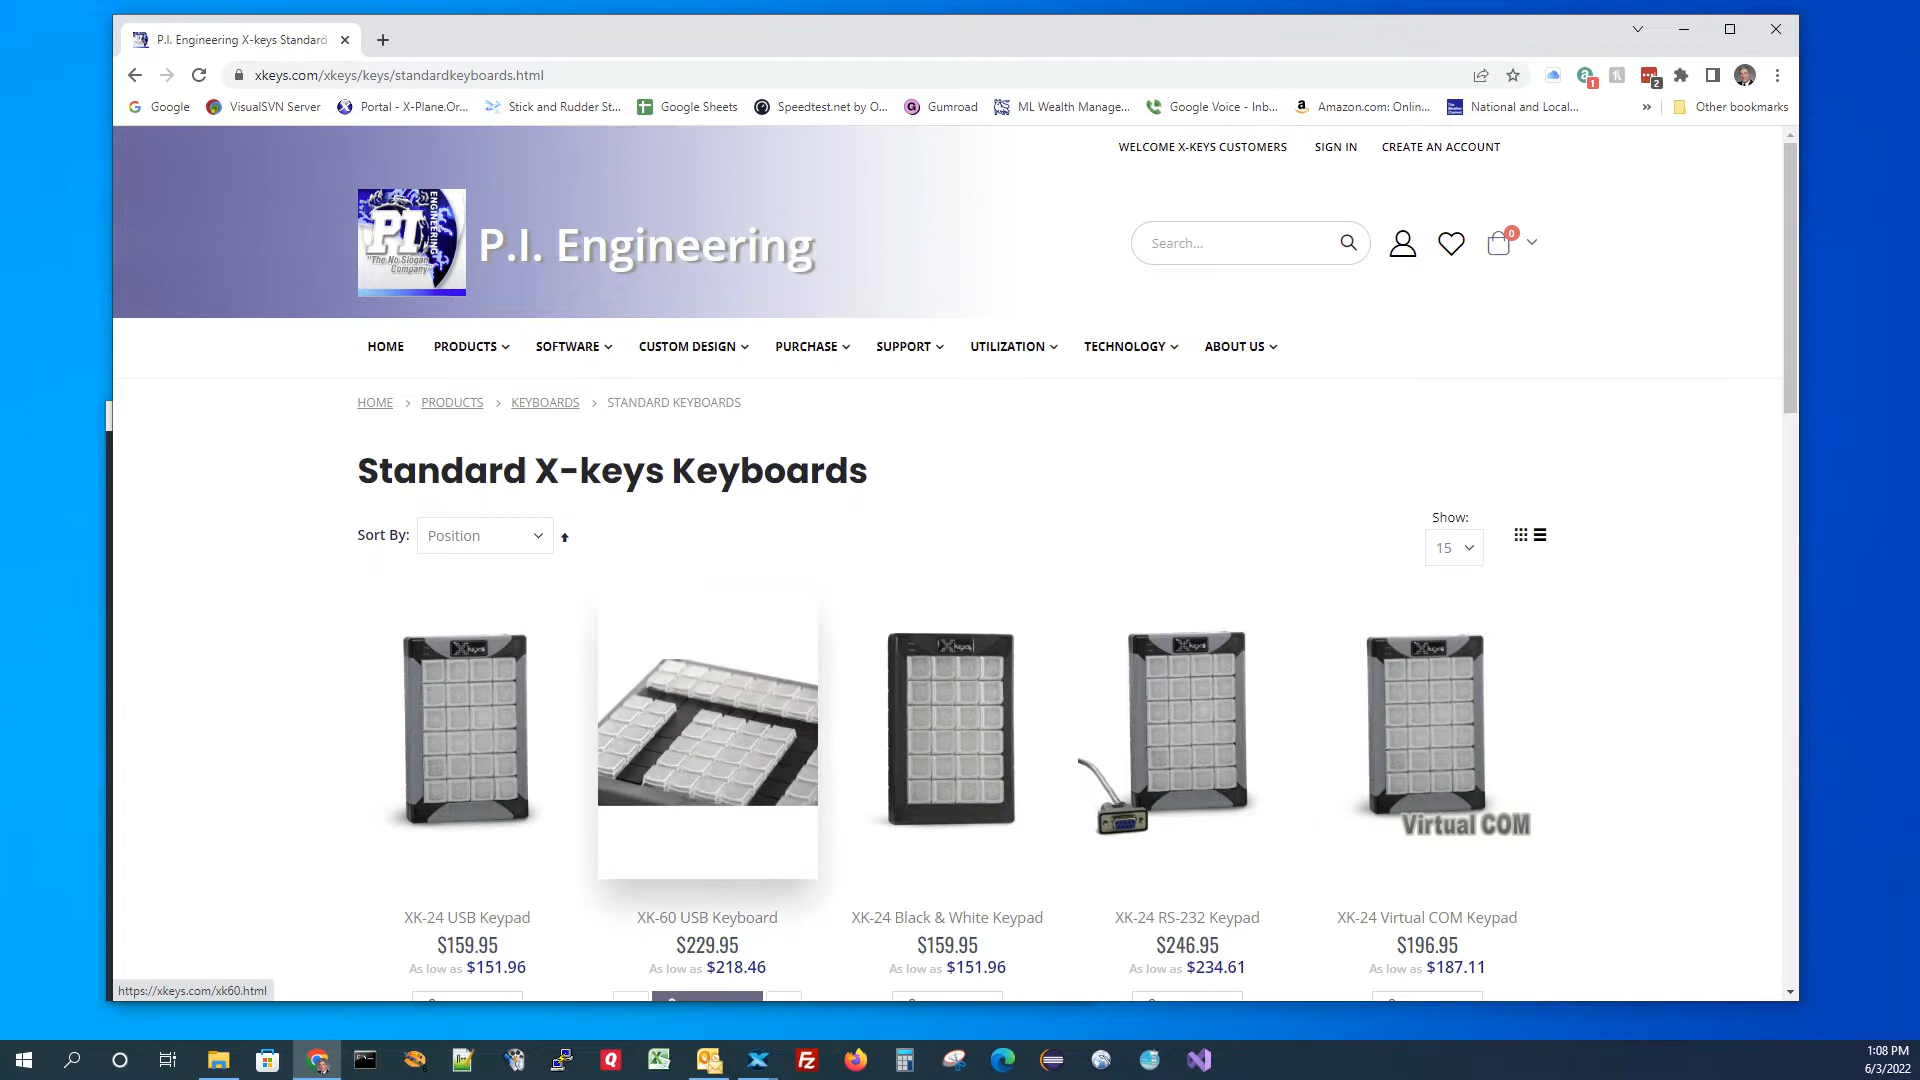 P.I. Engineering X-keys Standard
xkeys.com/xkeys/keys/standardkeyboards.html
1
2
Google
VisualSVN Server
Portal - X-Plane.Or...
Stick and Rudder St...
Google Sheets
Speedtest.net by O...
Gumroad
ML Wealth Manage...
Google Voice - Inb...
Amazon.com: Onlin...
National and Local...
»
Other bookmarks
WELCOME X-KEYS CUSTOMERS
SIGN IN
CREATE AN ACCOUNT
PI
ENGINEERING
"The No Slogan
Company"
P.I. Engineering
Search...
0
HOME
PRODUCTS
SOFTWARE
CUSTOM DESIGN
PURCHASE
SUPPORT
UTILIZATION
TECHNOLOGY
ABOUT US
HOME > PRODUCTS > KEYBOARDS > STANDARD KEYBOARDS
Standard X-keys Keyboards
Sort By: Position
Show:
15
Virtual COM
XK-24 USB Keypad
$159.95
As low as $151.96
XK-60 USB Keyboard
$229.95
As low as $218.46
XK-24 Black & White Keypad
$159.95
As low as $151.96
XK-24 RS-232 Keypad
$246.95
As low as $234.61
XK-24 Virtual COM Keypad
$196.95
As low as $187.11
https://xkeys.com/xk60.html
1:08 PM
6/3/2022